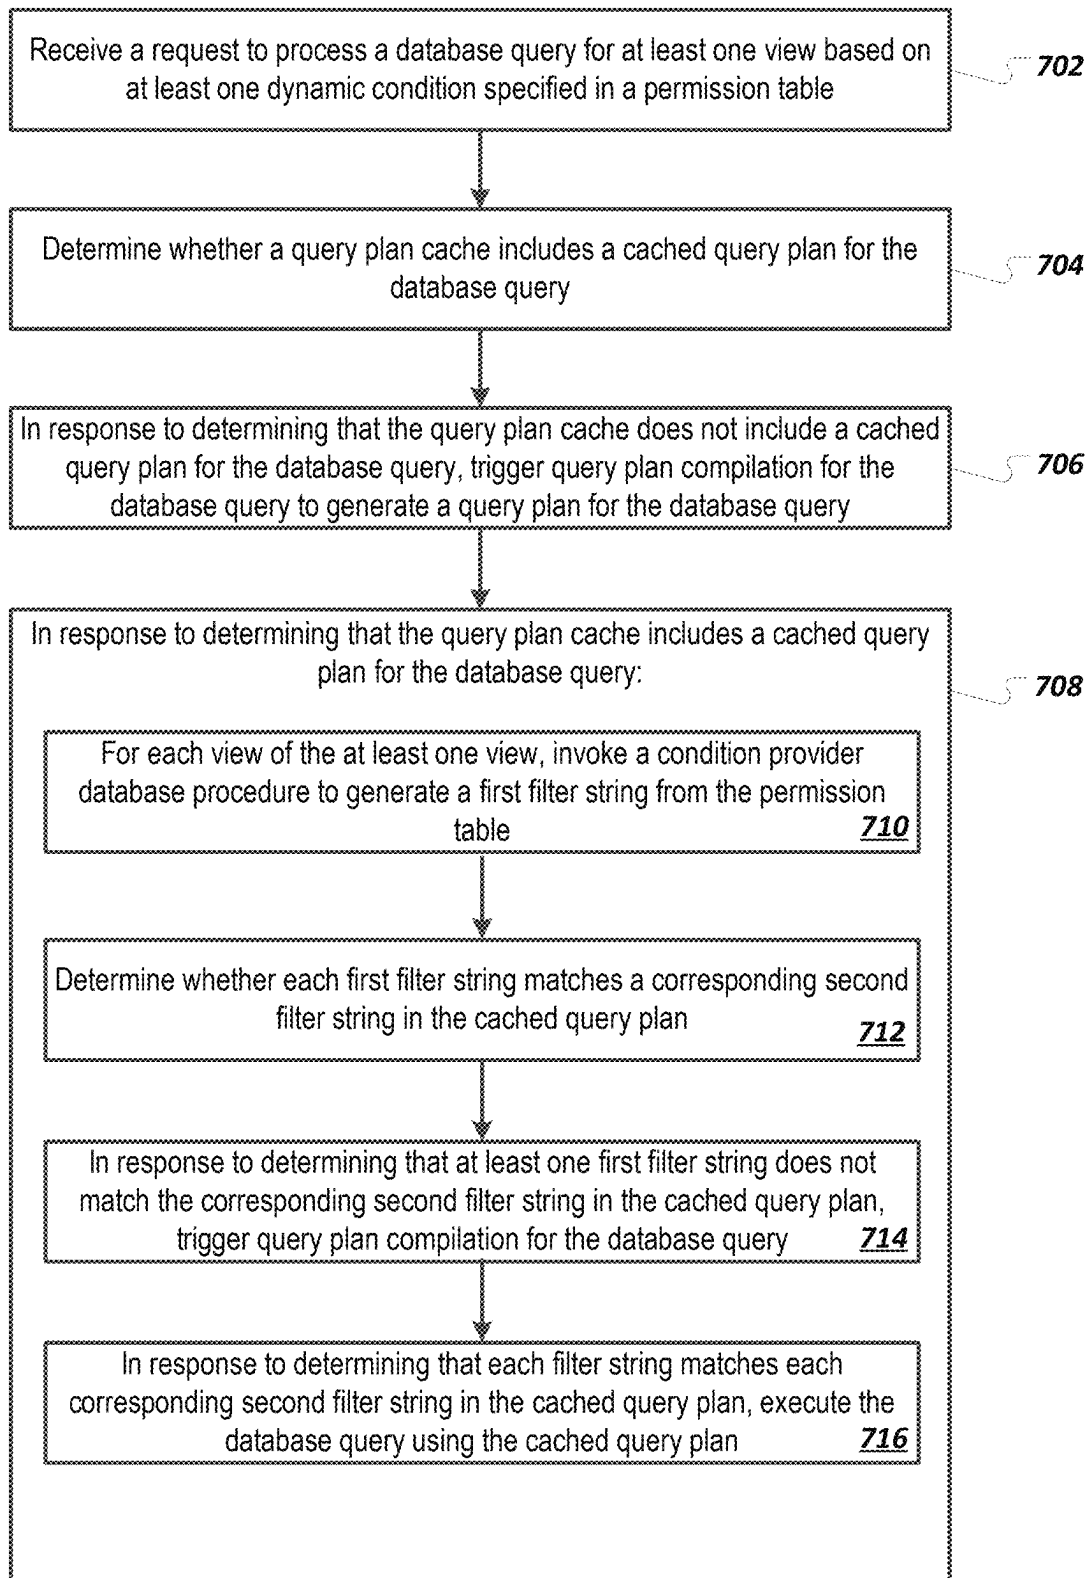 Receive a request to process a database query for at least one view based on
at least one dynamic condition specified in a permission table
702
Determine whether a query plan cache includes a cached query plan for the
database query
704
In response to determining that the query plan cache does not include a cached
query plan for the database query, trigger query plan compilation for the
database query to generate a query plan for the database query
706
In response to determining that the query plan cache includes a cached query
plan for the database query:
708
For each view of the at least one view, invoke a condition provider
database procedure to generate a first filter string from the permission
table
710
Determine whether each first filter string matches a corresponding second
filter string in the cached query plan
712
In response to determining that at least one first filter string does not
match the corresponding second filter string in the cached query plan,
trigger query plan compilation for the database query
714
In response to determining that each filter string matches each
corresponding second filter string in the cached query plan, execute the
database query using the cached query plan
716